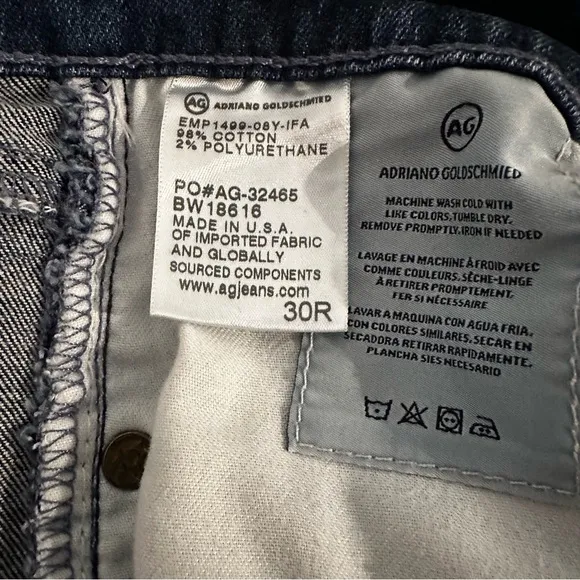 AG ADRIANO GOLDSCHMIED
EMP1499-08Y-IFA
98% COTTON
2% POLYURETHANE
PO#AG-32465
BW18616
MADE IN U.S.A.
OF IMPORTED FABRIC
AND GLOBALLY
SOURCED COMPONENTS
www.agjeans.com
30R
AG
ADRIANO GOLDSCHMIED
MACHINE WASH COLD WITH
LIKE COLORS, TUMBLE DRY.
REMOVE PROMPTLY. IRON IF NEEDED
LAVAGE EN MACHINE À FROID AVEC
COMME COULEURS. SÈCHE-LINGE
À RETIRER PROMPTEMENT.
FER SI NÉCESSAIRE
LAVAR A MAQUINA CON AGUA FRIA.
CON COLORES SIMILARES. SECAR EN
SECADORA RETIRAR RAPIDAMENTE.
PLANCHA SIES NECESARIO